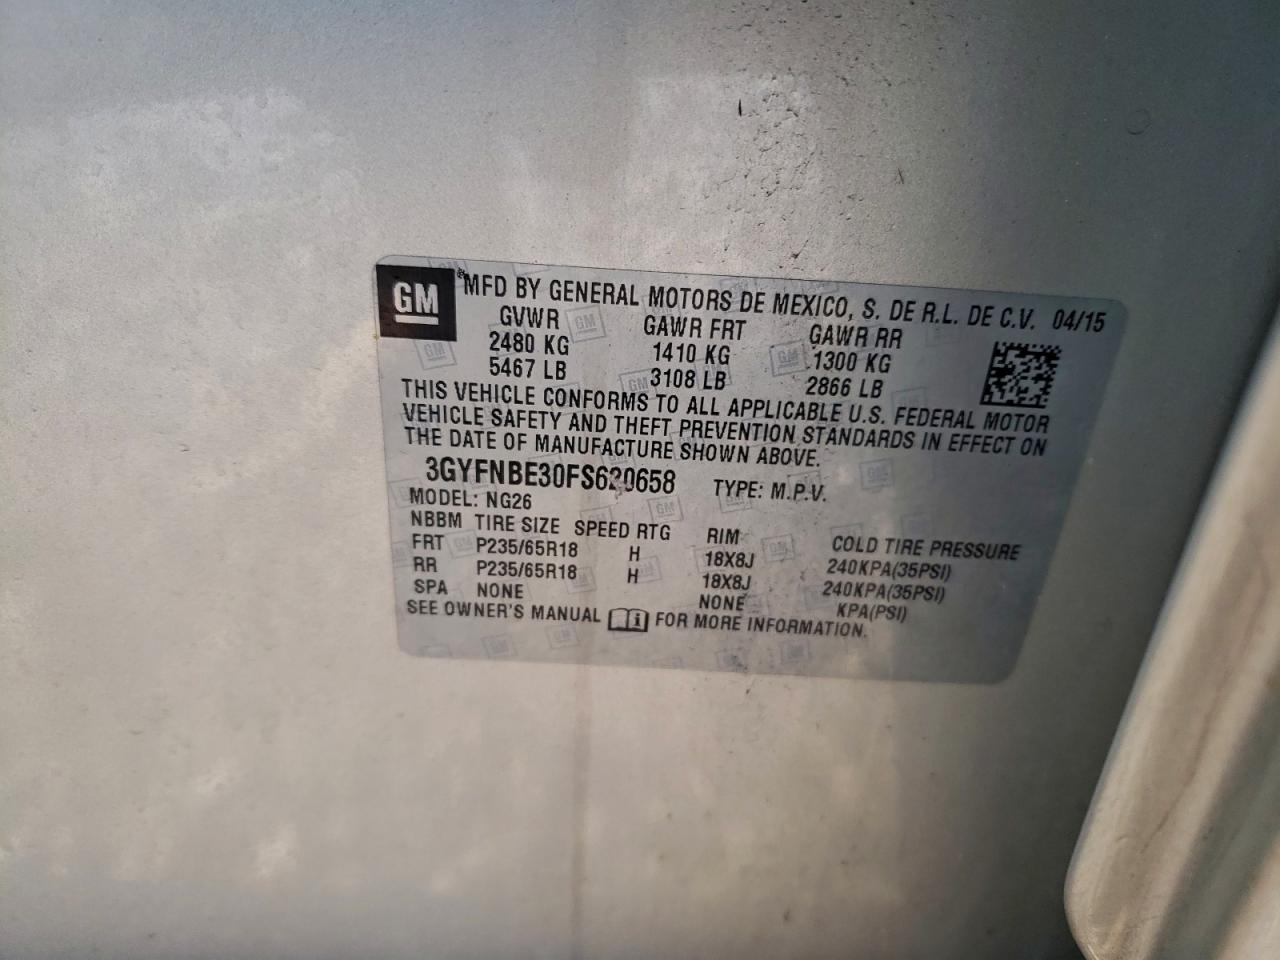 GM *MFD BY GENERAL MOTORS DE MEXICO, S. DE R.L. DE C.V. 04/15
GVWR GAWR FRT GAWR RR
2480 KG 1410 KG 1300 KG
5467 LB 3108 LB 2866 LB
THIS VEHICLE CONFORMS TO ALL APPLICABLE U.S. FEDERAL MOTOR
VEHICLE SAFETY AND THEFT PREVENTION STANDARDS IN EFFECT ON
THE DATE OF MANUFACTURE SHOWN ABOVE.
3GYFNBE30FS620658 TYPE: M.P.V.
MODEL: NG26
NBBM TIRE SIZE SPEED RTG RIM COLD TIRE PRESSURE
FRT P235/65R18 H 18X8J 240KPA(35PSI)
RR P235/65R18 H 18X8J 240KPA(35PSI)
SPA NONE NONE KPA(PSI)
SEE OWNER'S MANUAL FOR MORE INFORMATION.